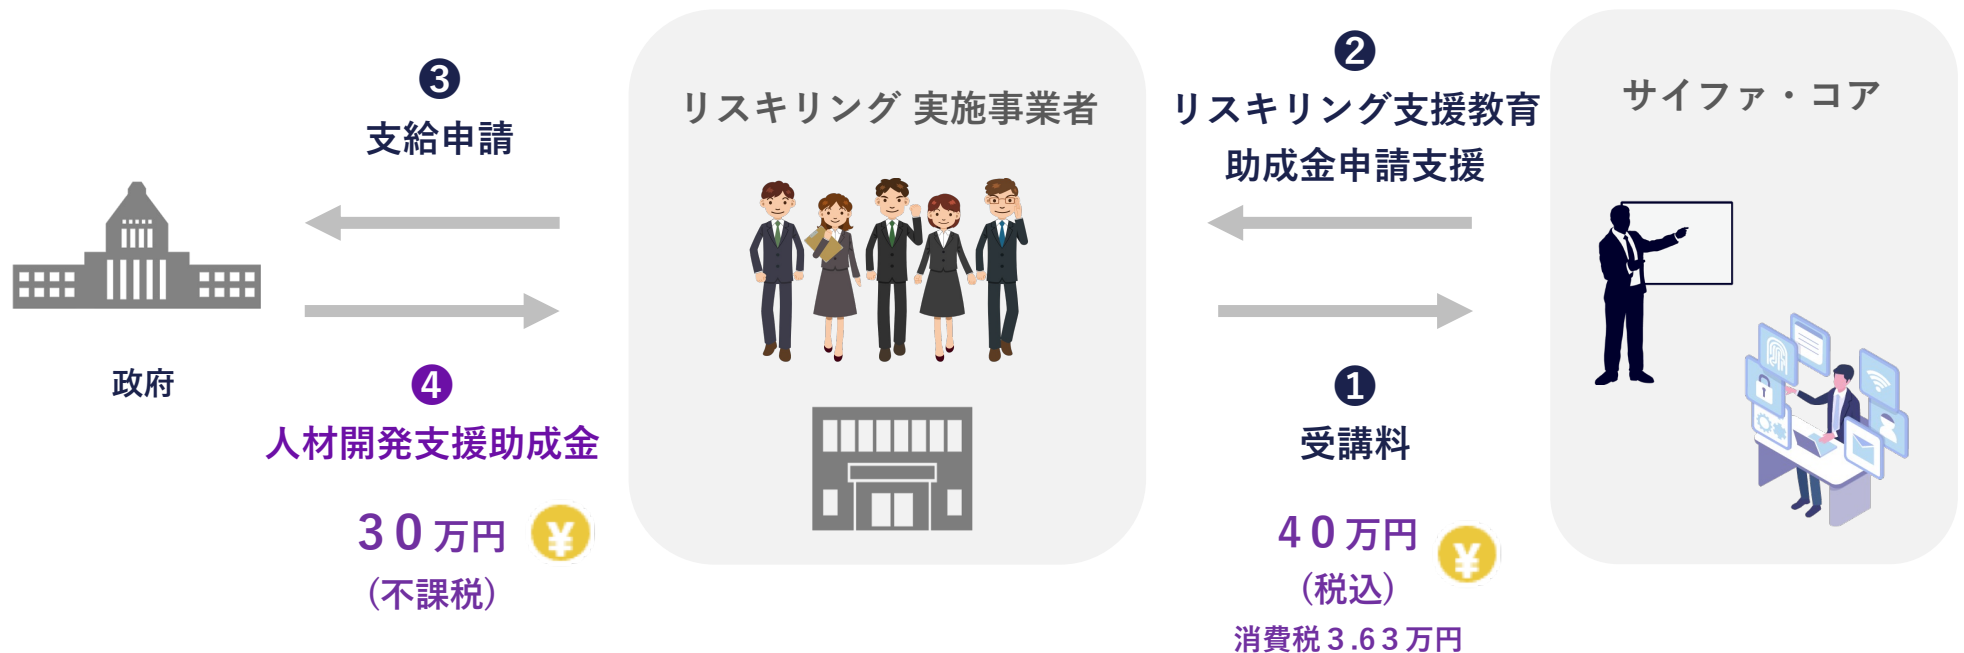 ❸
支給申請
政府
❹
人材開発支援助成金
３０万円
¥
（不課税）
リスキリング 実施事業者
❷
リスキリング支援教育
助成金申請支援
❶
受講料
４０万円
¥
（税込）
消費税３.６３万円
サイファ・コア